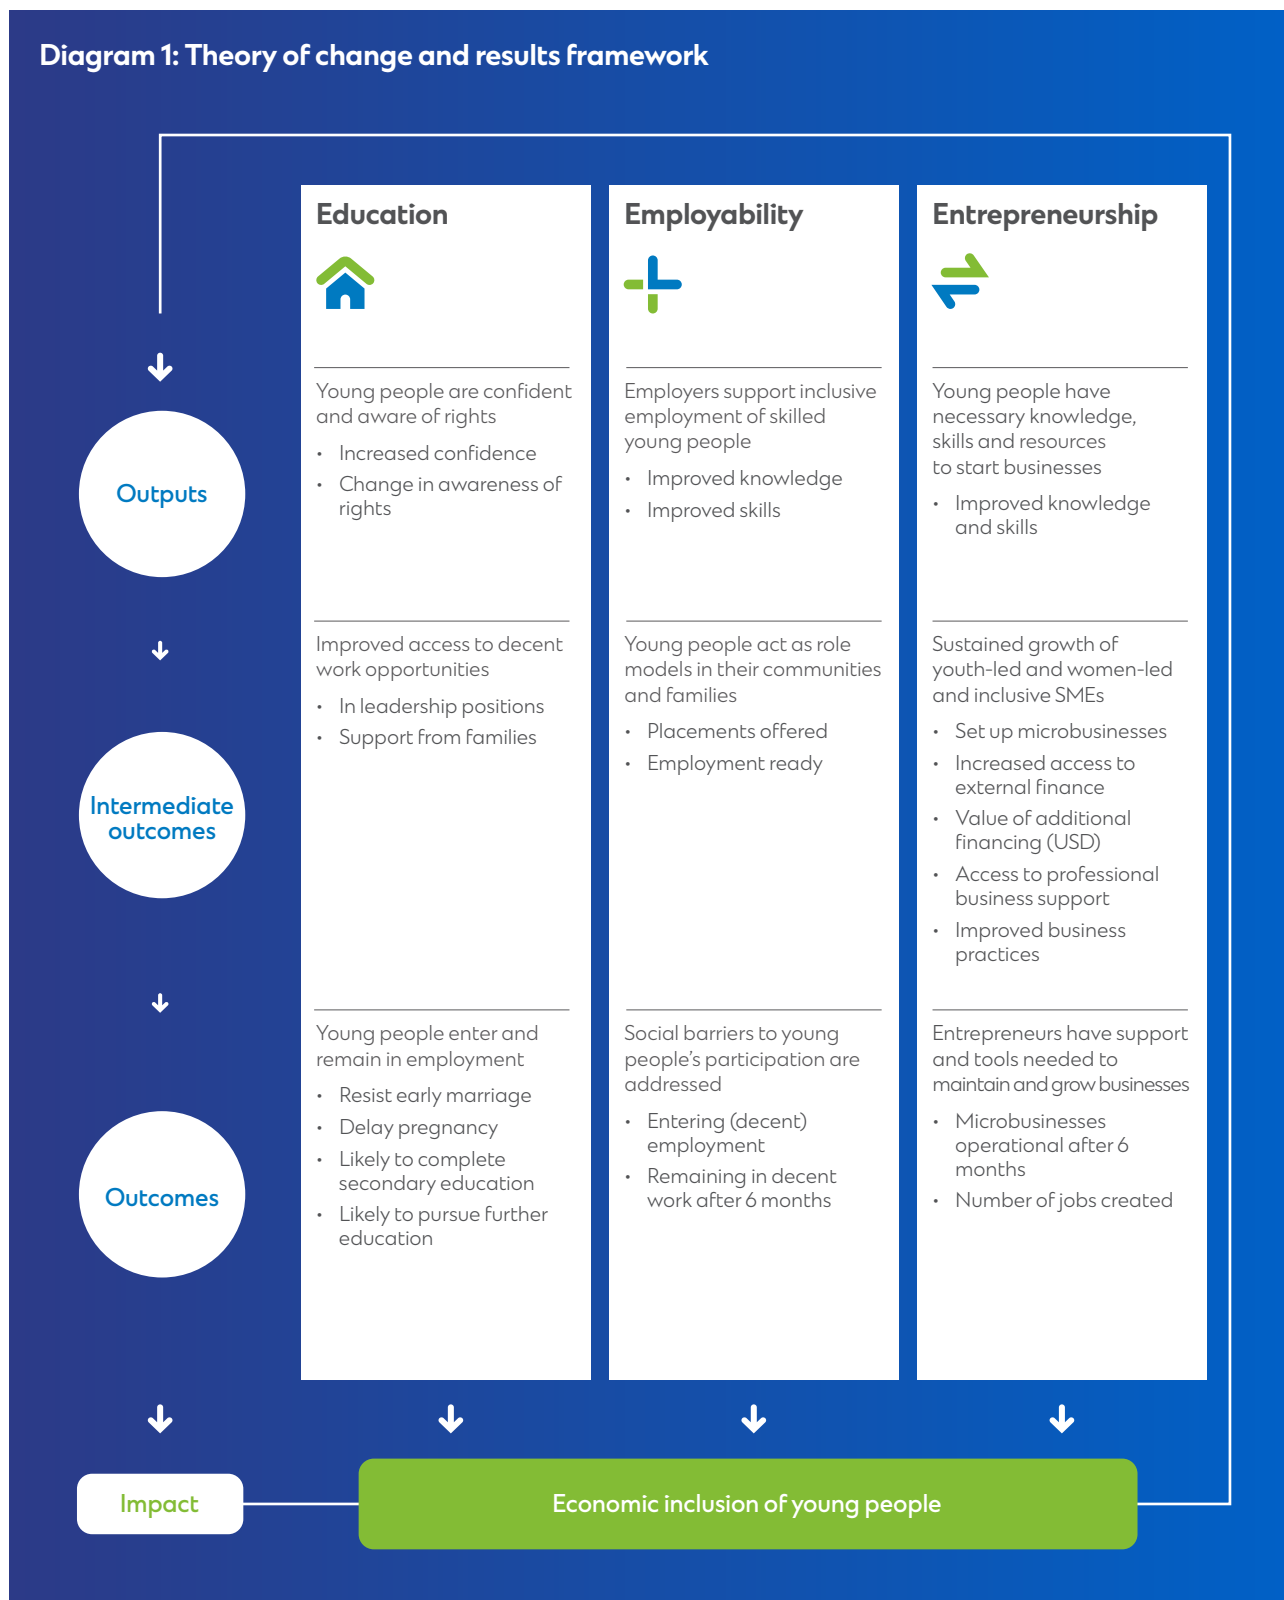 Diagram 1: Theory of change and results framework
Education
Employability
Entrepreneurship
Outputs
Young people are confident
and aware of rights
• Increased confidence
• Change in awareness of
rights
Employers support inclusive
employment of skilled
young people
• Improved knowledge
• Improved skills
Young people have
necessary knowledge,
skills and resources
to start businesses
• Improved knowledge
and skills
Intermediate
outcomes
Improved access to decent
work opportunities
• In leadership positions
• Support from families
Young people act as role
models in their communities
and families
• Placements offered
• Employment ready
Sustained growth of
youth-led and women-led
and inclusive SMEs
• Set up microbusinesses
• Increased access to
external finance
• Value of additional
financing (USD)
• Access to professional
business support
• Improved business
practices
Outcomes
Young people enter and
remain in employment
• Resist early marriage
• Delay pregnancy
• Likely to complete
secondary education
• Likely to pursue further
education
Social barriers to young
people’s participation are
addressed
• Entering (decent)
employment
• Remaining in decent
work after 6 months
Entrepreneurs have support
and tools needed to
maintain and grow businesses
• Microbusinesses
operational after 6
months
• Number of jobs created
Impact
Economic inclusion of young people